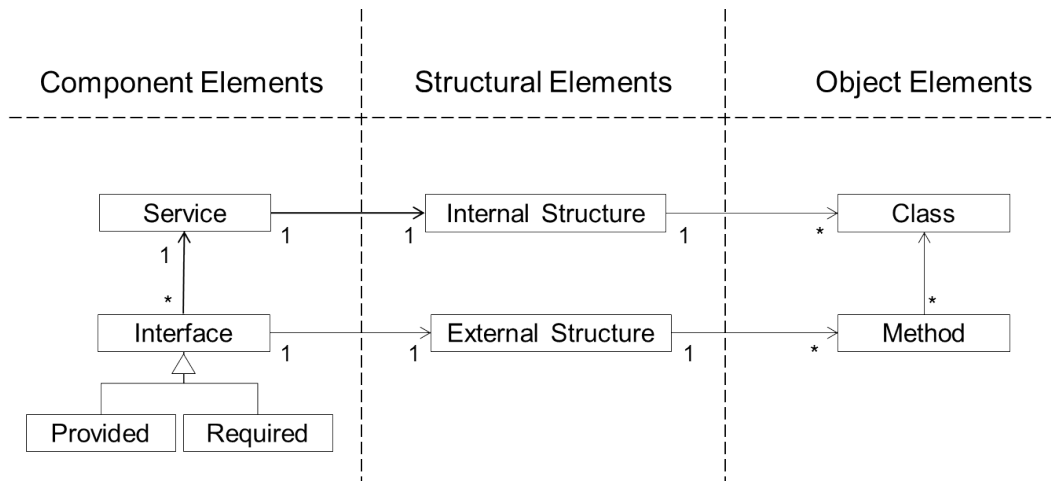 Component Elements
Structural Elements
Object Elements
Service
1
1
Internal Structure
1
*
Class
1
*
*
Interface
1
1
External Structure
1
*
Method
Provided
Required